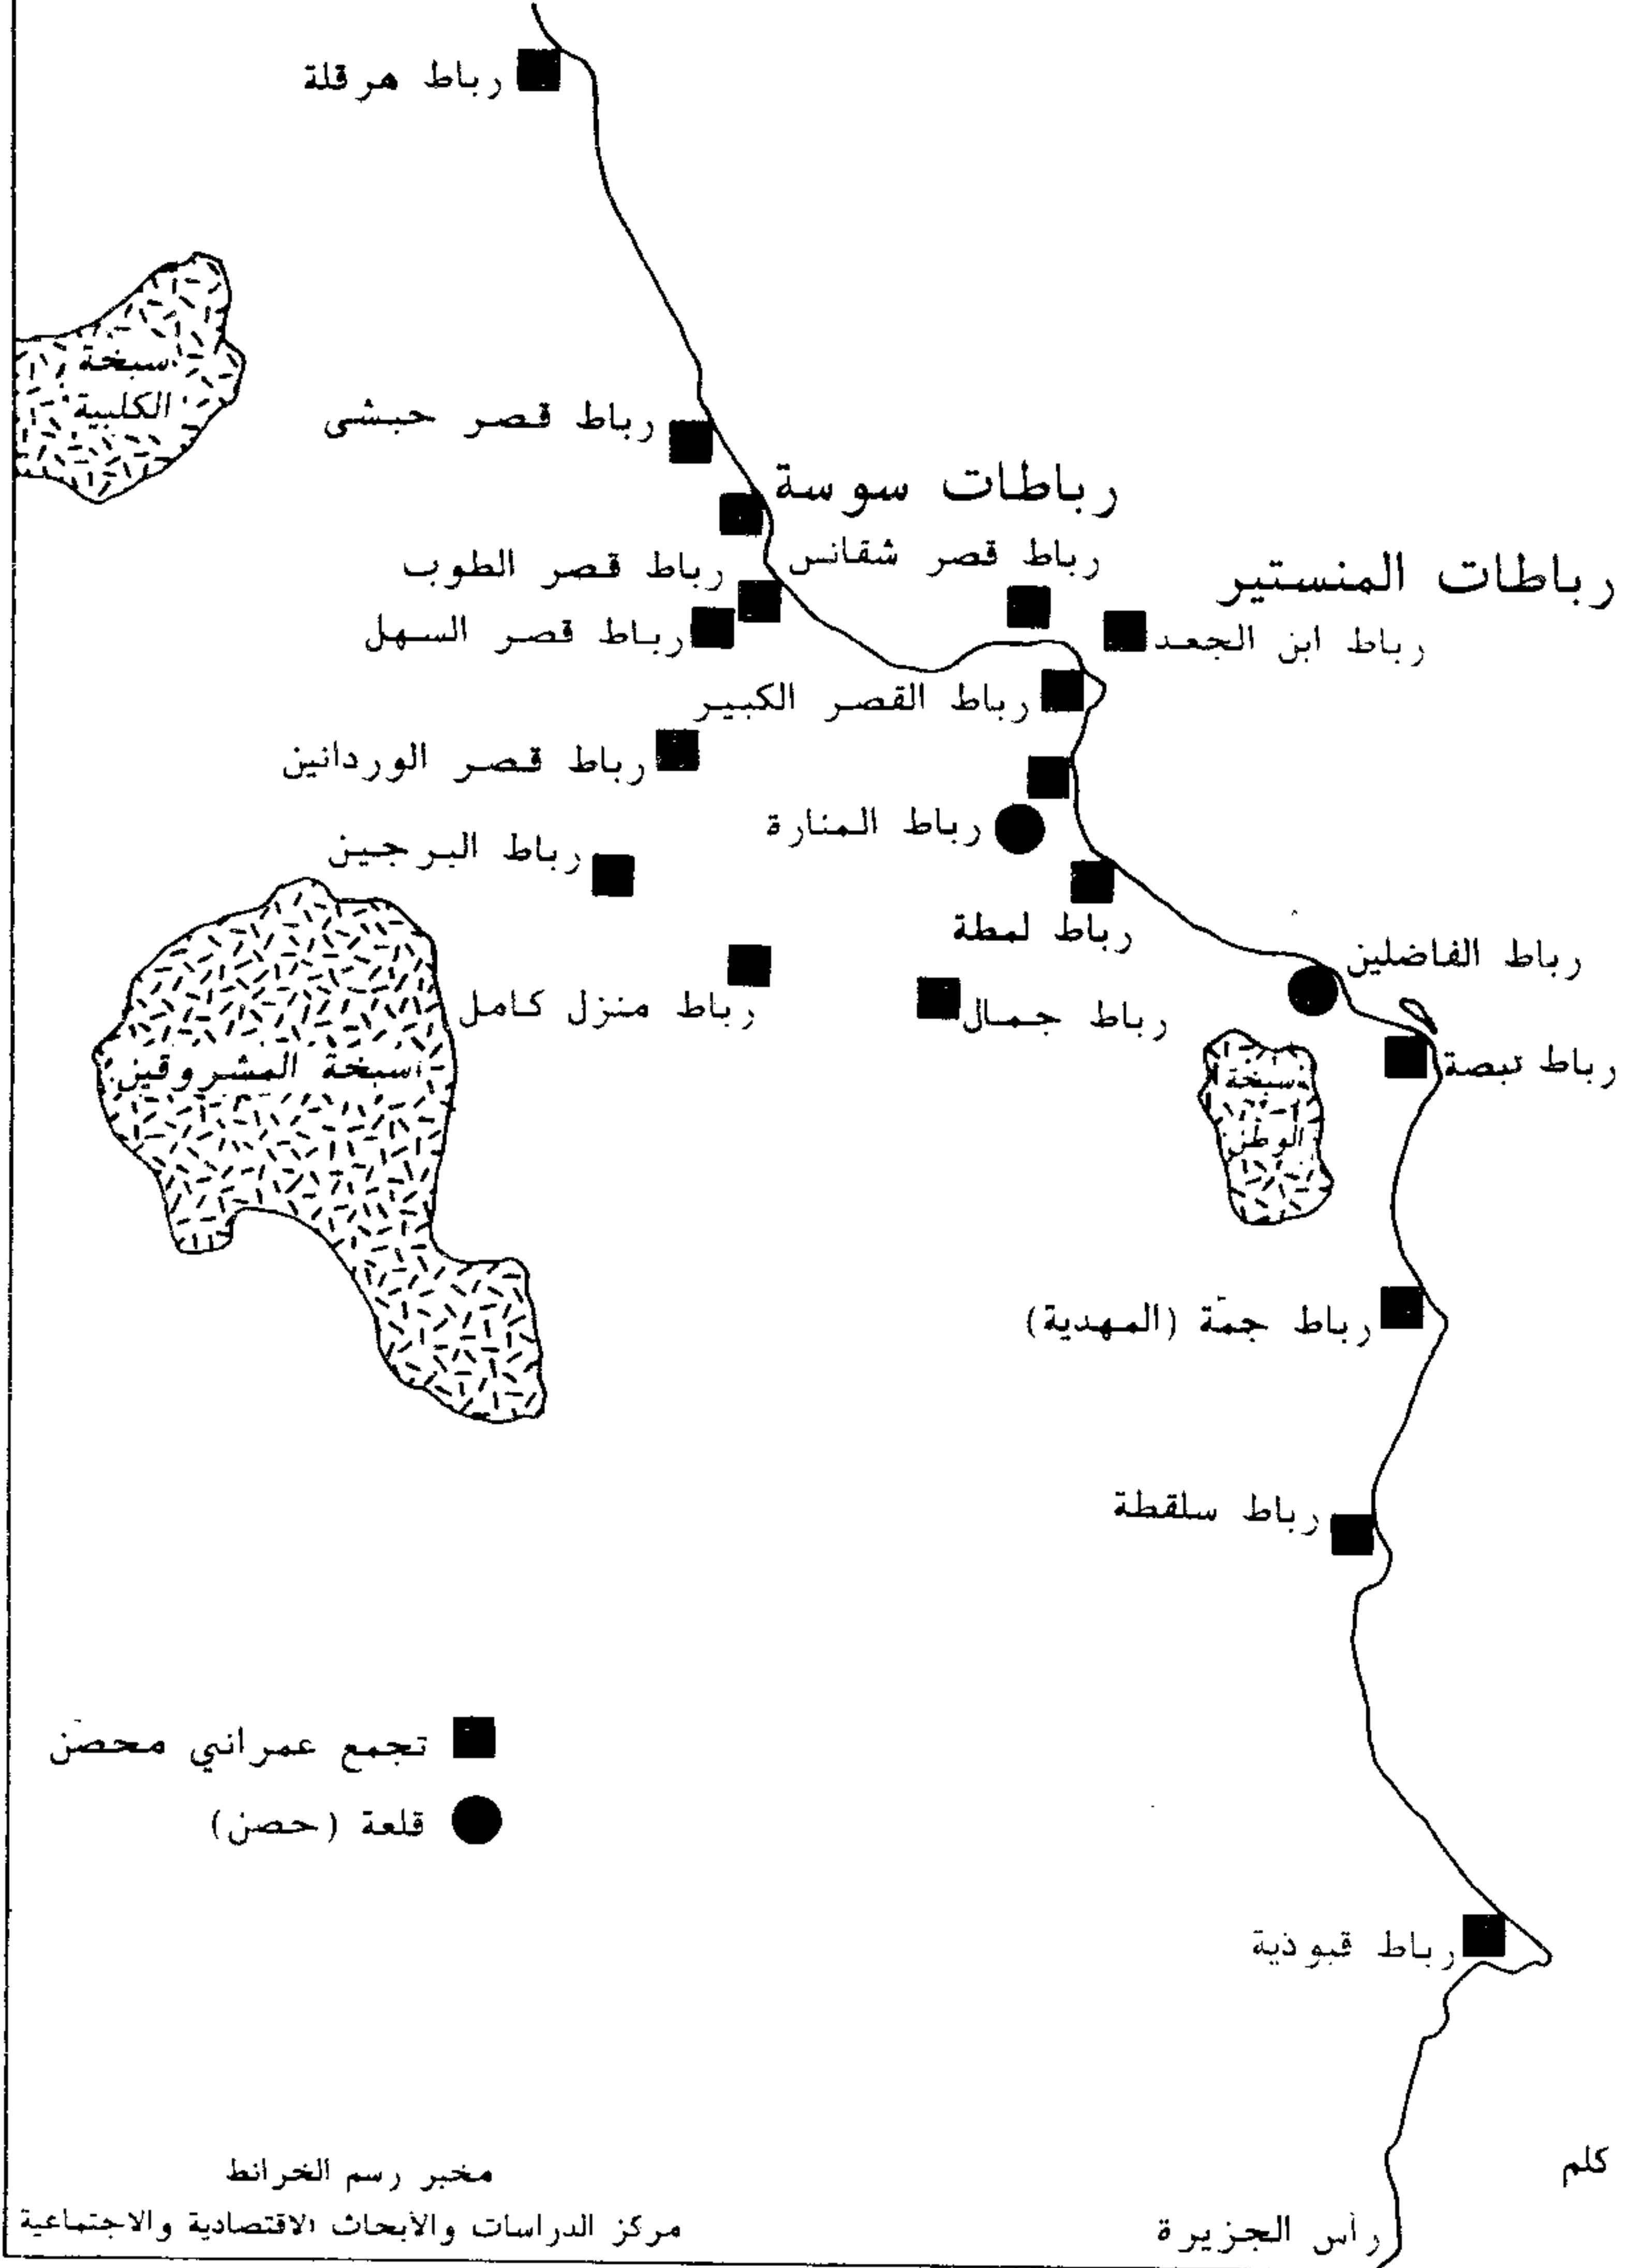 رباط هرقلة
سبخة
الكلبية
رباط قصر حبشى
رباطات سوسة
رباط قصر شقانس
رباطات المنستير
رباط قصر الطوب
رباط ابن الجعد
رباط قصر السهل
رباط القصر الكبير
رباط قصر الوردانين
رباط المنارة
رباط البرجين
رباط لمطة
رباط الفاضلين
رباط منزل كامل
رباط جمال
رباط تبصة
سبخة المشروقين
سبخة
الوطن
رباط جمّة (المهدية)
رباط سلقطة
تجمع عمراني محصّن
قلعة (حصن)
رباط قبوذية
كلم
مخبر رسم الخرائط
مركز الدراسات والأبحاث الاقتصادية والاجتماعية
رأس الجزيرة